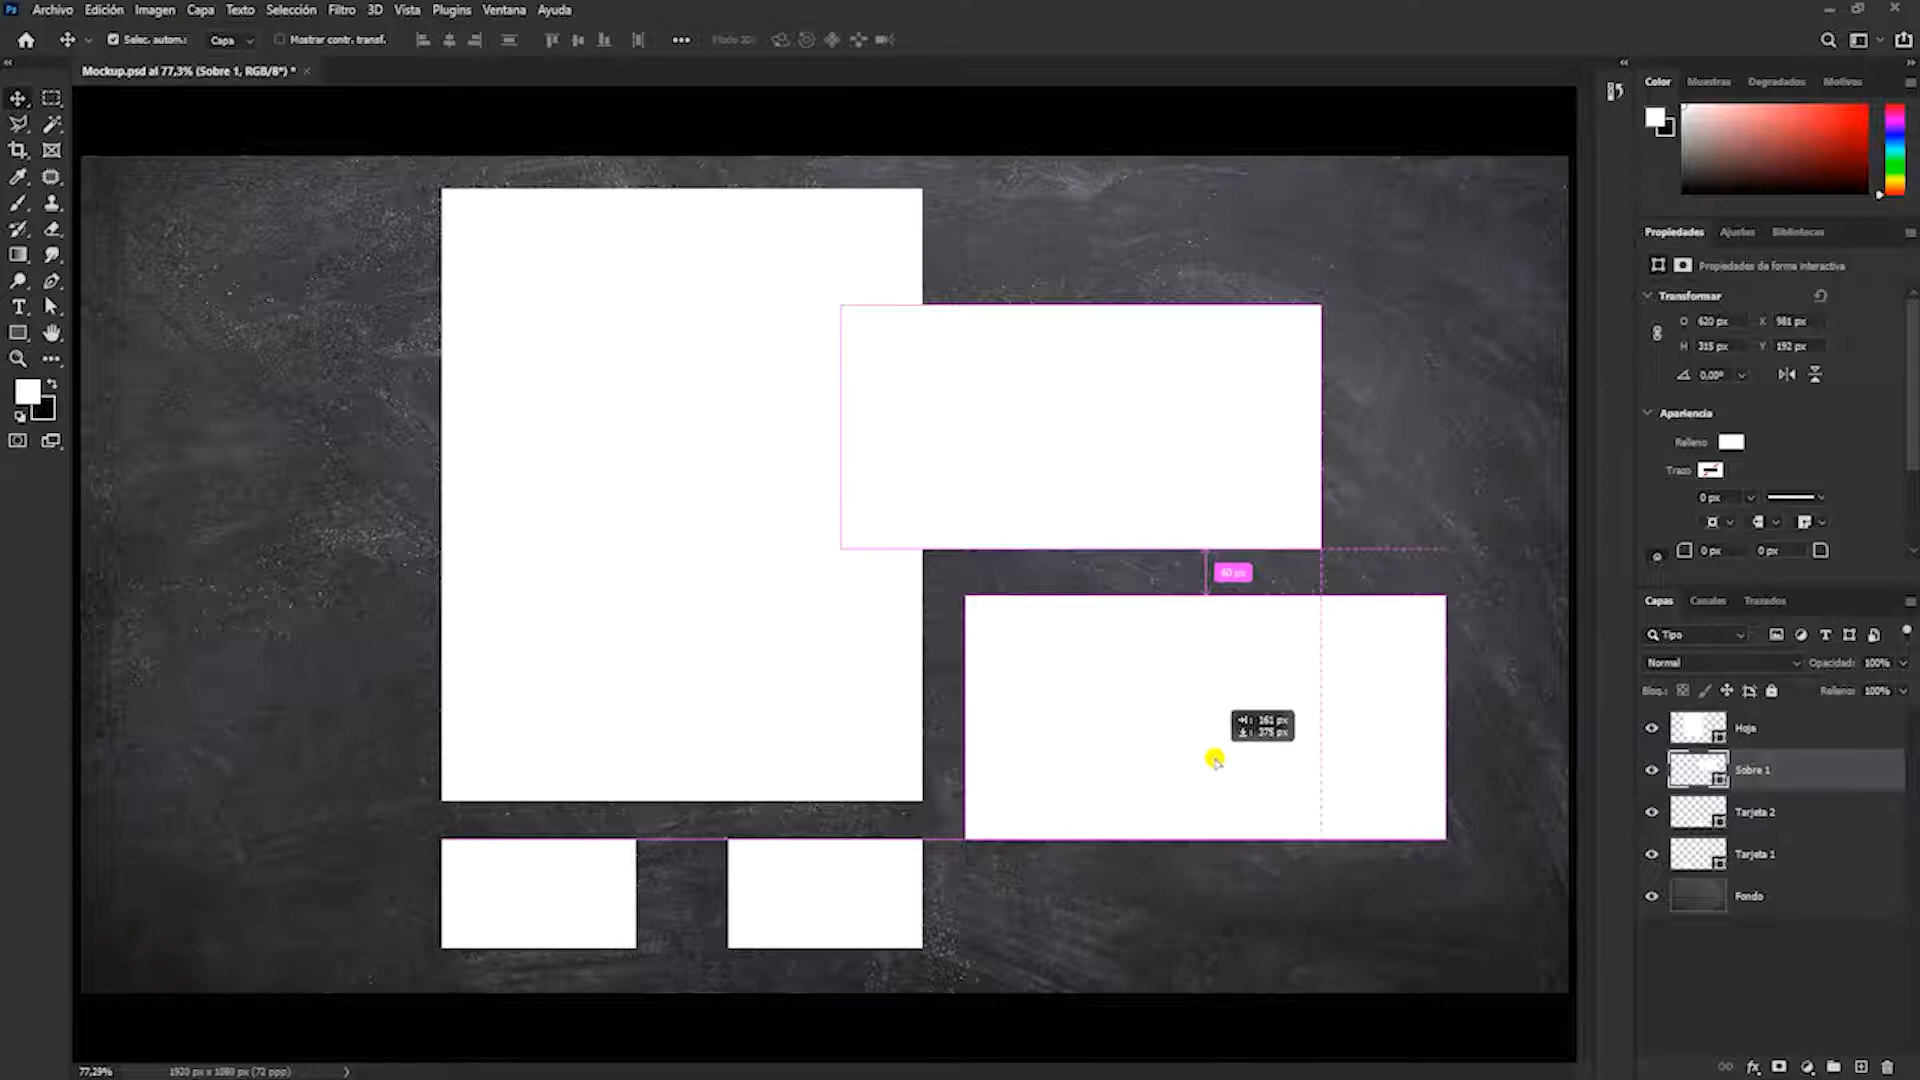 Ps Archivo Edición Imagen Capa Texto Selección Filtro 3D Vista Plugins Ventana Ayuda
Selec. autom.: Capa Mostrar contr. transf. ••• Modo 3D:
Mockup.psd al 77,3% (Sobre 1, RGB/8*) * ×
Color Muestras Degradados Motivos
Propiedades Ajustes Bibliotecas
Propiedades de forma interactiva
Transformar
O 620 px X 981 px
H 315 px Y 192 px
0,00°
Apariencia
Relleno
Trazo
0 px
0 px 0 px
60 px
Capas Canales Trazados
Tipo
Normal Opacidad: 100%
Bloq.: Relleno: 100%
161 px
375 px
Hoja
Sobre 1
Tarjeta 2
Tarjeta 1
Fondo
77,29% 1920 px x 1080 px (72 ppp)